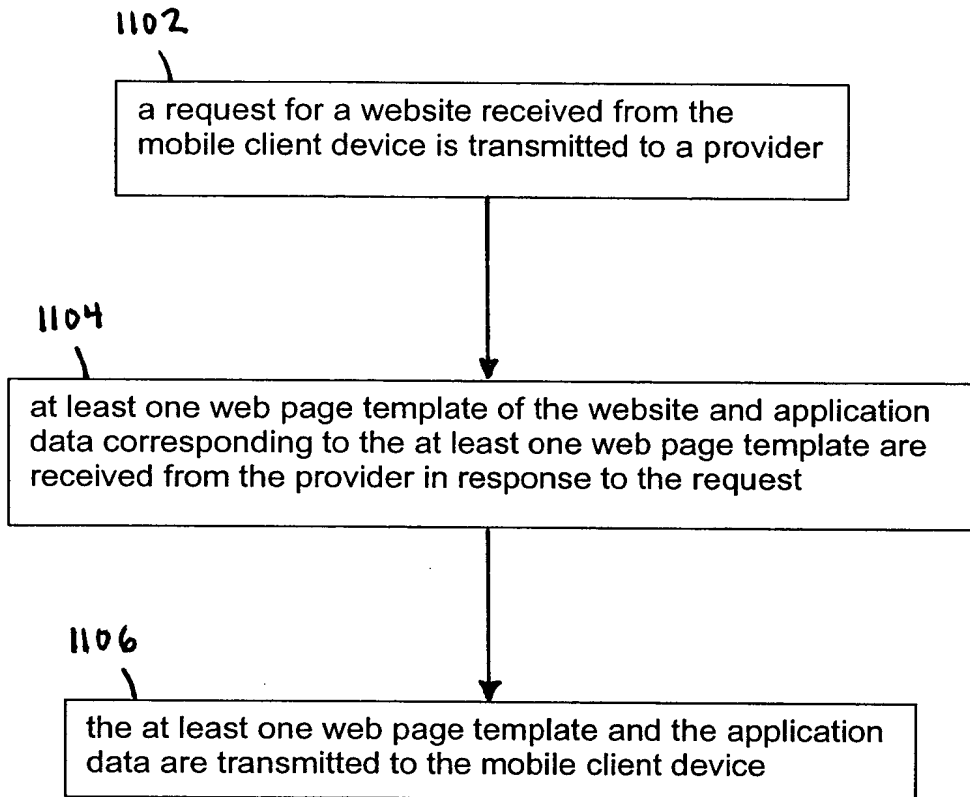 1102
a request for a website received from the
mobile client device is transmitted to a provider
1104
at least one web page template of the website and application
data corresponding to the at least one web page template are
received from the provider in response to the request
1106
the at least one web page template and the application
data are transmitted to the mobile client device